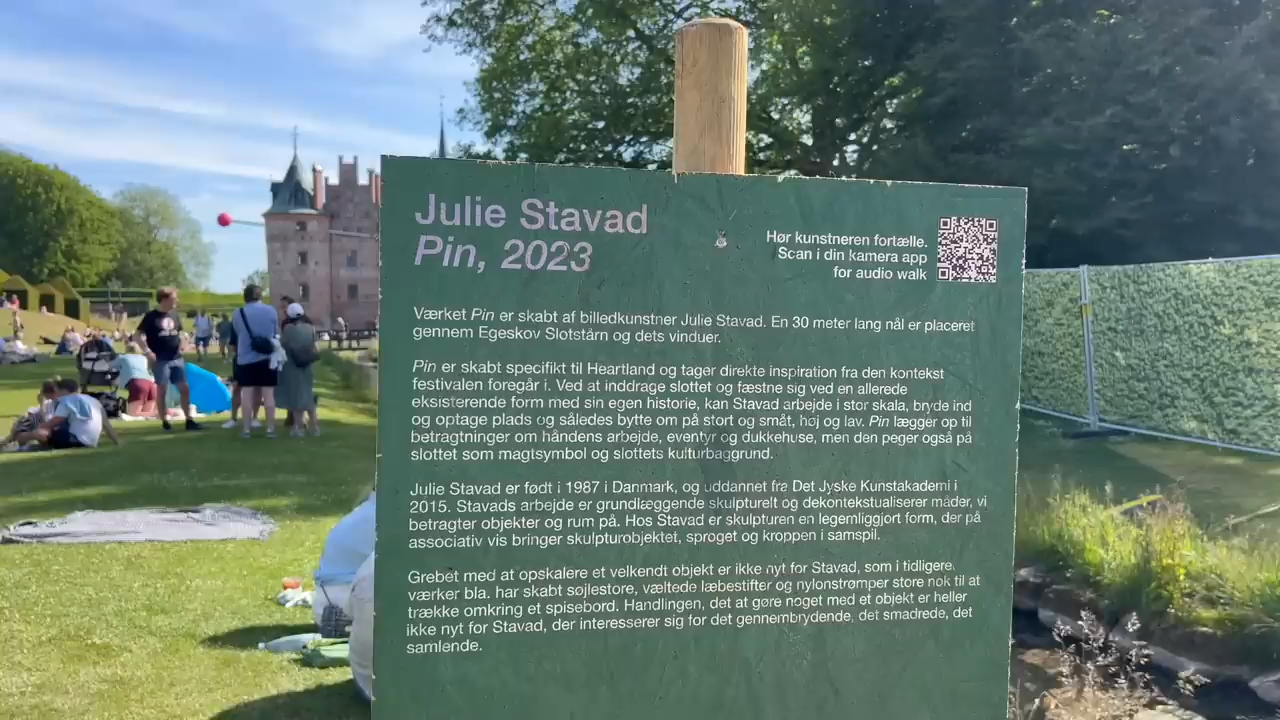 Julie Stavad
Pin, 2023
Hør kunstneren fortælle.
Scan i din kamera app
for audio walk
Værket Pin er skabt af billedkunstner Julie Stavad. En 30 meter lang nål er placeret
gennem Egeskov Slotstårn og dets vinduer.
Pin er skabt specifikt til Heartland og tager direkte inspiration fra den kontekst
festivalen foregår i. Ved at inddrage slottet og fæstne sig ved en allerede
eksisterende form med sin egen historie, kan Stavad arbejde i stor skala, bryde ind
og optage plads og således bytte om på stort og småt, høj og lav. Pin lægger op til
betragtninger om håndens arbejde, eventyr og dukkehuse, men den peger også på
slottet som magtsymbol og slottets kulturbaggrund.
Julie Stavad er født i 1987 i Danmark, og uddannet fra Det Jyske Kunstakademi i
2015. Stavads arbejde er grundlæggende skulpturelt og dekontekstualiserer måder, vi
betragter objekter og rum på. Hos Stavad er skulpturen en legemliggjort form, der på
associativ vis bringer skulpturobjektet, sproget og kroppen i samspil.
Grebet med at opskalere et velkendt objekt er ikke nyt for Stavad, som i tidligere
værker bla. har skabt søjlestore, væltede læbestifter og nylonstrømper store nok til at
trække omkring et spisebord. Handlingen, det at gøre noget med et objekt er heller
ikke nyt for Stavad, der interesserer sig for det gennembrydende, det smadrede, det
samlende.